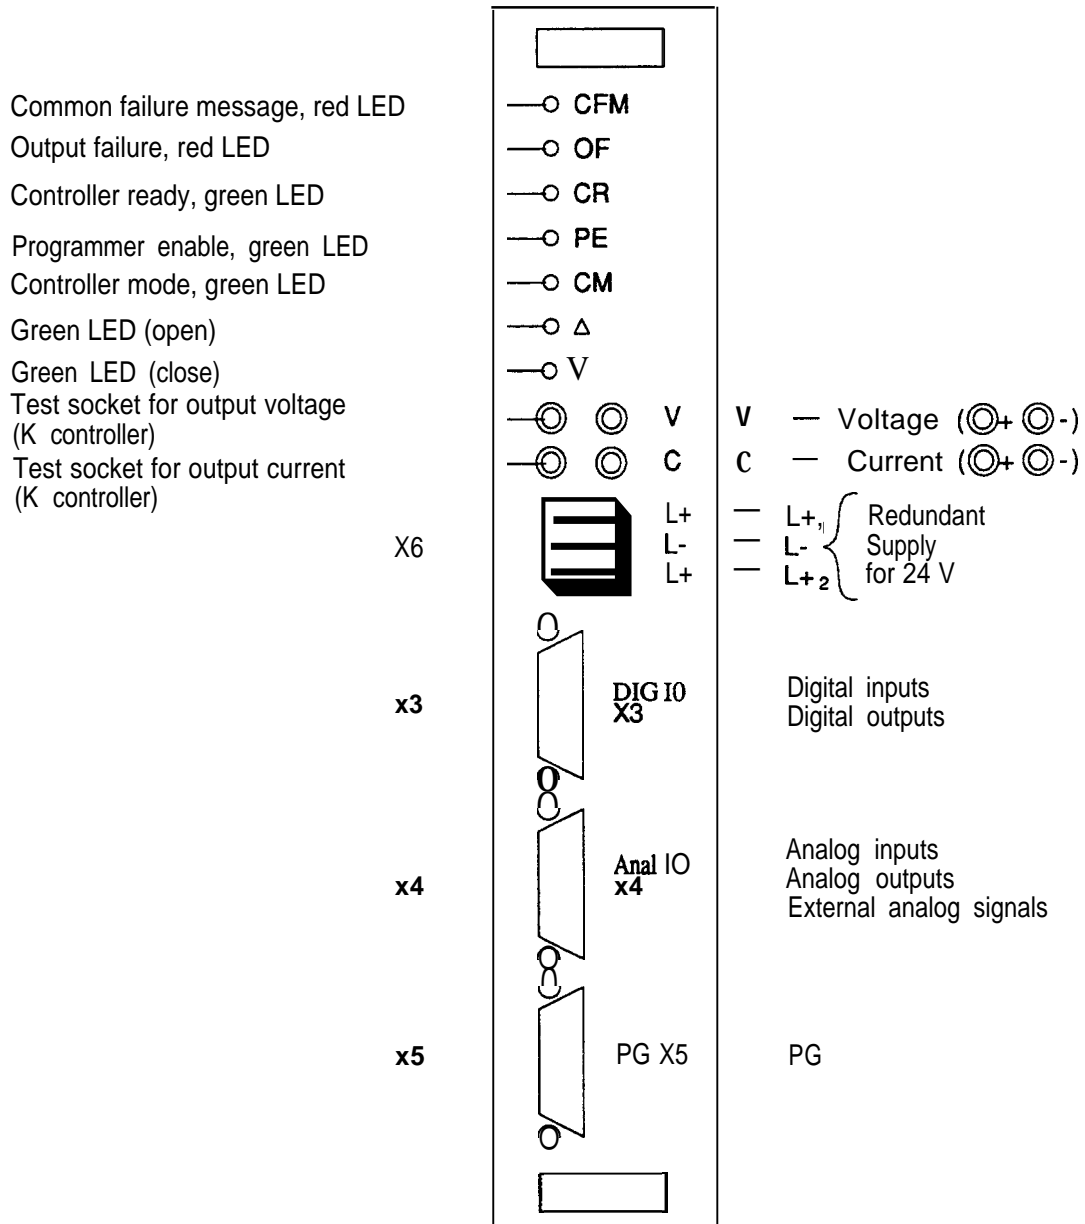 Common failure message, red LED CFM
Output failure, red LED OF
Controller ready, green LED CR
Programmer enable, green LED PE
Controller mode, green LED CM
Green LED (open) Δ
Green LED (close) V
Test socket for output voltage
(K controller) V V — Voltage ( + -)
Test socket for output current
(K controller) C C — Current ( + -)
X6
L+ — L+, Redundant
L- — L- Supply
L+ — L+2 for 24 V
x3
DIG I0
X3
Digital inputs
Digital outputs
x4
Anal IO
x4
Analog inputs
Analog outputs
External analog signals
x5
PG X5
PG